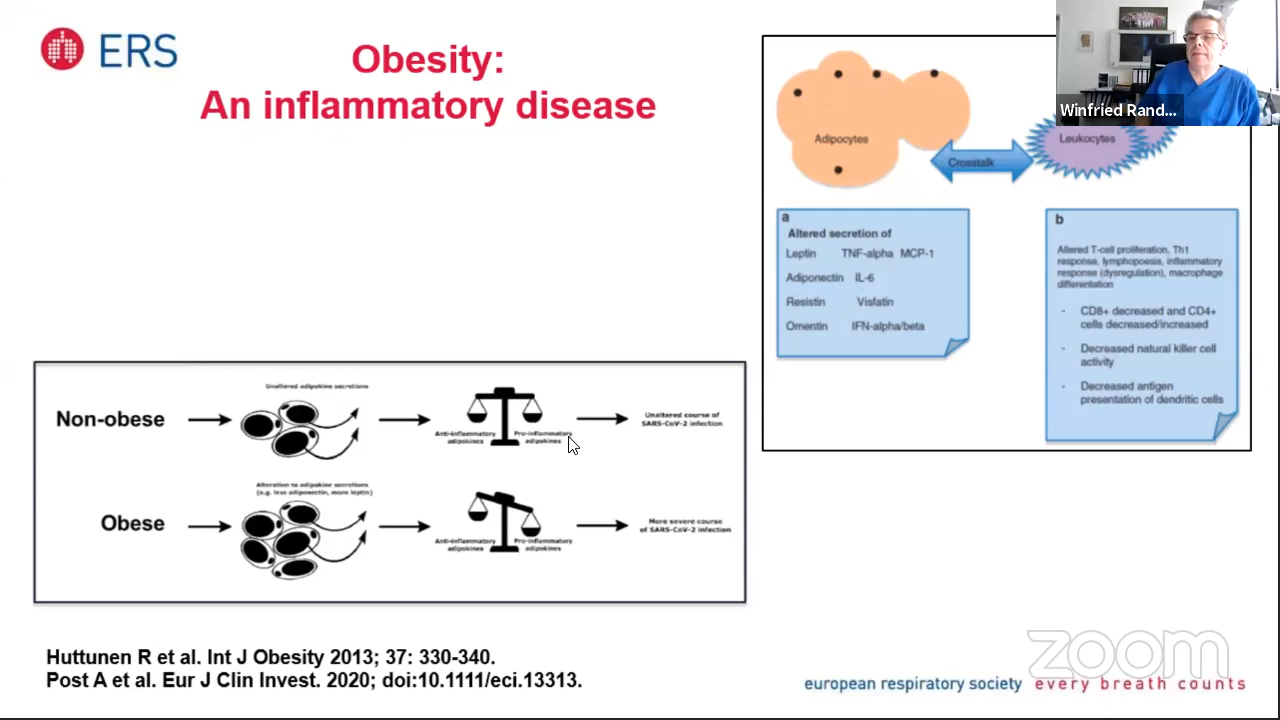 ERS
Obesity:
An inflammatory disease
Winfried Rand...
Adipocytes
Crosstalk
Leukocytes
a
Altered secretion of
Leptin TNF-alpha MCP-1
Adiponectin IL-6
Resistin Visfatin
Omentin IFN-alpha/beta
b
Altered T-cell proliferation, Th1
response, lymphopoesis, inflammatory
response (dysregulation), macrophage
differentation
- CD8+ decreased and CD4+
cells decreased/increased
- Decreased natural killer cell
activity
- Decreased antigen
presentation of dendritic cells
Non-obese
Unaltered adipokine secretions
Anti-inflammatory
adipokines
Pro-inflammatory
adipokines
Unaltered course of
SARS-CoV-2 infection
Obese
Alteration to adipokine secretions
(e.g. less adiponectin, more leptin)
Anti-inflammatory
adipokines
Pro-inflammatory
adipokines
More severe course
of SARS-CoV-2 infection
Huttunen R et al. Int J Obesity 2013; 37: 330-340.
Post A et al. Eur J Clin Invest. 2020; doi:10.1111/eci.13313.
zoom
european respiratory society every breath counts